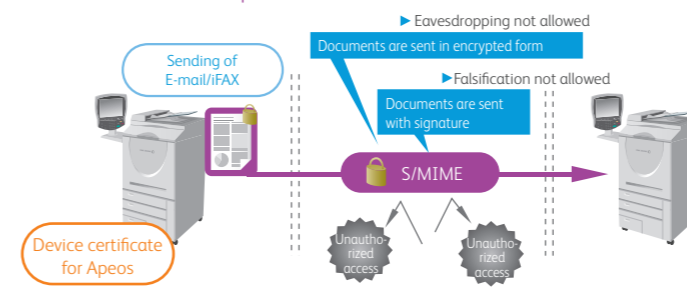 ▶ Eavesdropping not allowed
Documents are sent in encrypted form
Sending of
E-mail/iFAX
▶Falsification not allowed
Documents are sent
with signature
S/MIME
Device certificate
for Apeos
Unautho-
rized
access
Unautho-
rized
access